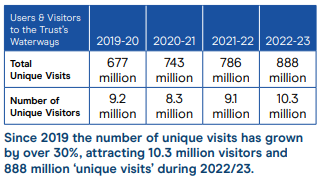 Users & Visitors
to the Trust's
Waterways
2019-20 2020-21 2021-22 2022-23
Total
Unique Visits
677
million
743
million
786
million
888
million
Number of
Unique Visitors
9.2
million
8.3
million
9.1
million
10.3
million
Since 2019 the number of unique visits has grown
by over 30%, attracting 10.3 million visitors and
888 million ‘unique visits’ during 2022/23.